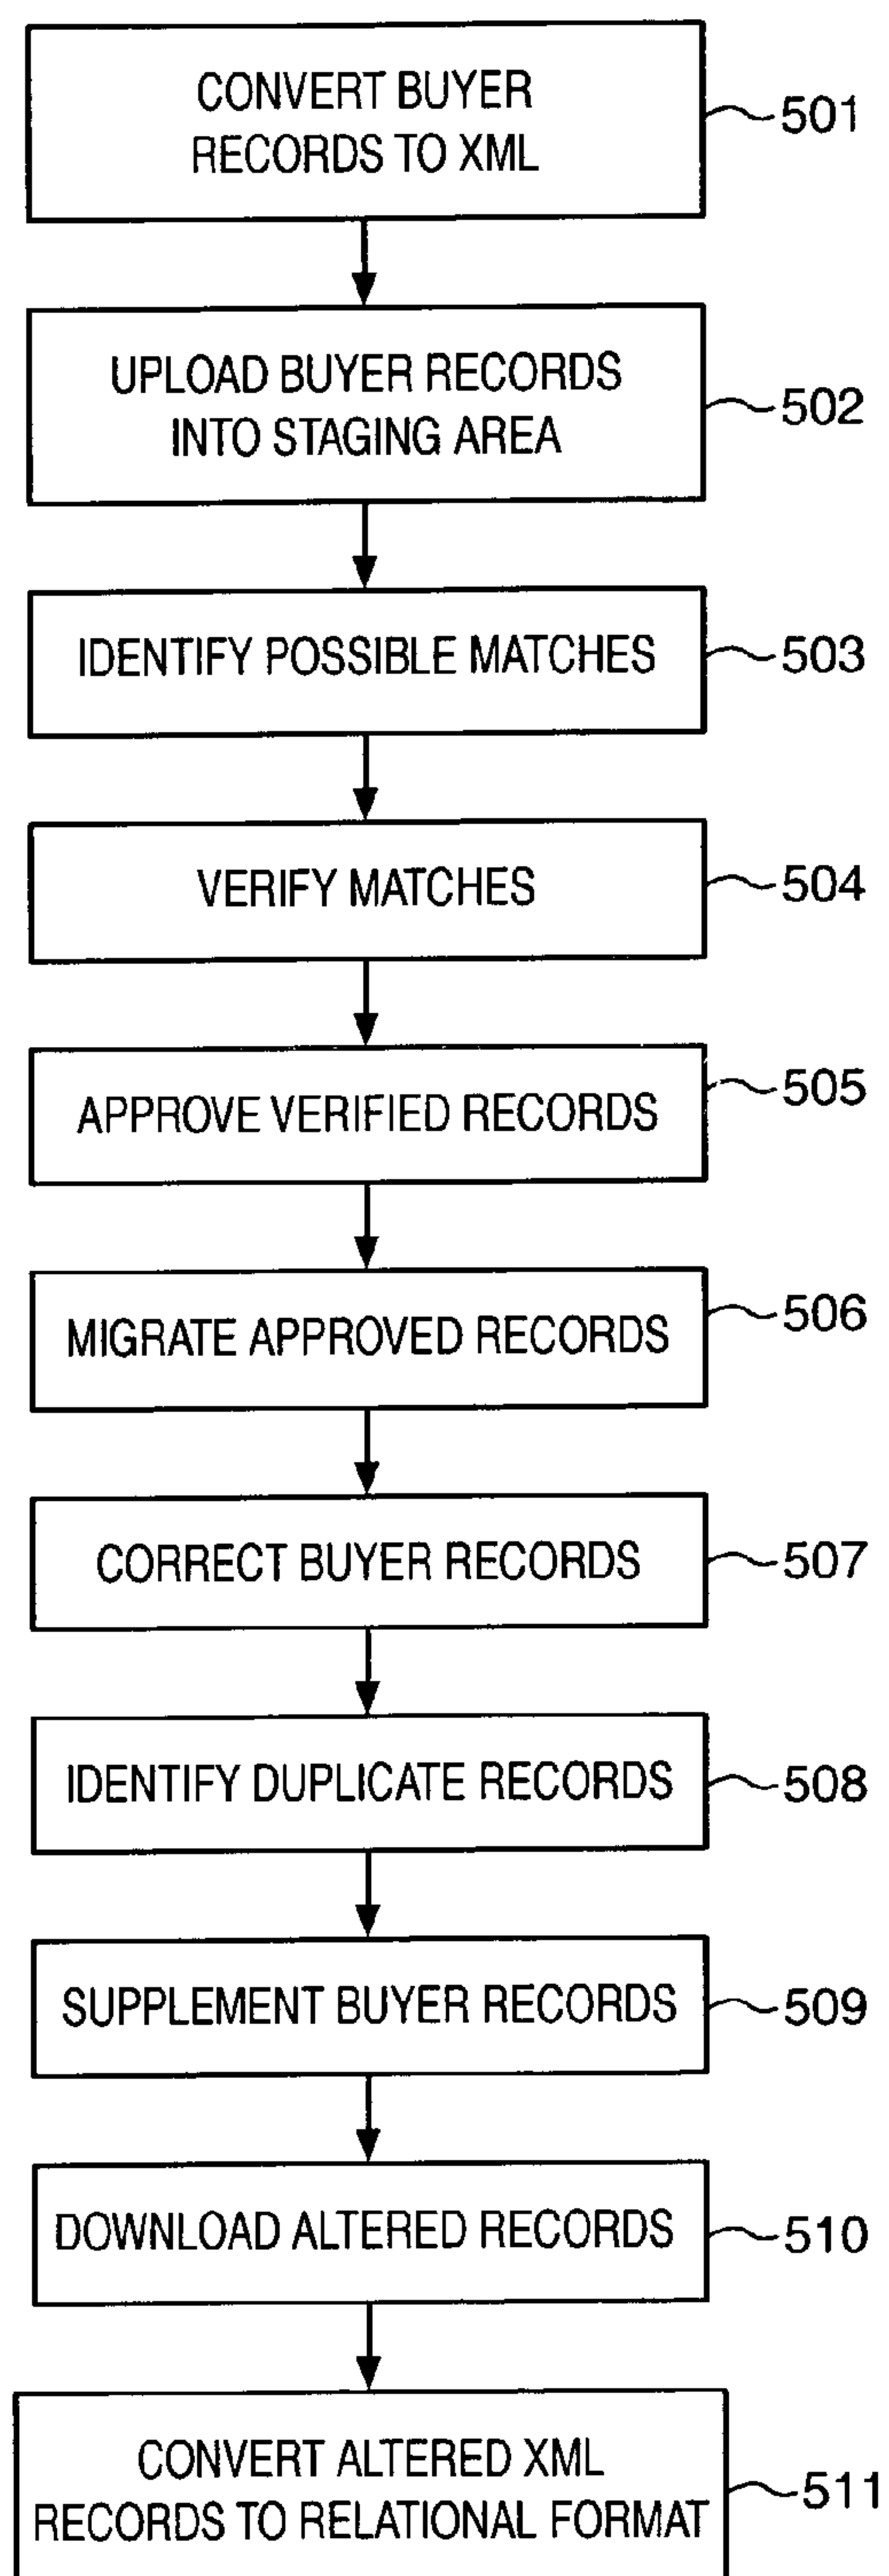 CONVERT BUYER
RECORDS TO XML
501
UPLOAD BUYER RECORDS
INTO STAGING AREA
502
IDENTIFY POSSIBLE MATCHES
503
VERIFY MATCHES
504
APPROVE VERIFIED RECORDS
505
MIGRATE APPROVED RECORDS
506
CORRECT BUYER RECORDS
507
IDENTIFY DUPLICATE RECORDS
508
SUPPLEMENT BUYER RECORDS
509
DOWNLOAD ALTERED RECORDS
510
CONVERT ALTERED XML
RECORDS TO RELATIONAL FORMAT
511